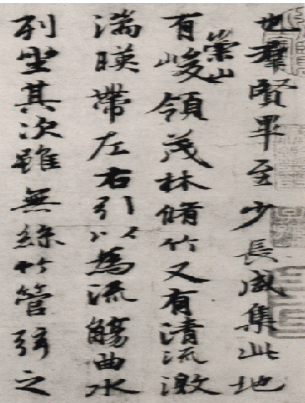 也羣賢畢至少長咸集此地
有崇山峻領茂林脩竹又有清流激
湍暎帶左右引以為流觴曲水
列坐其次雖無絲竹管弦之